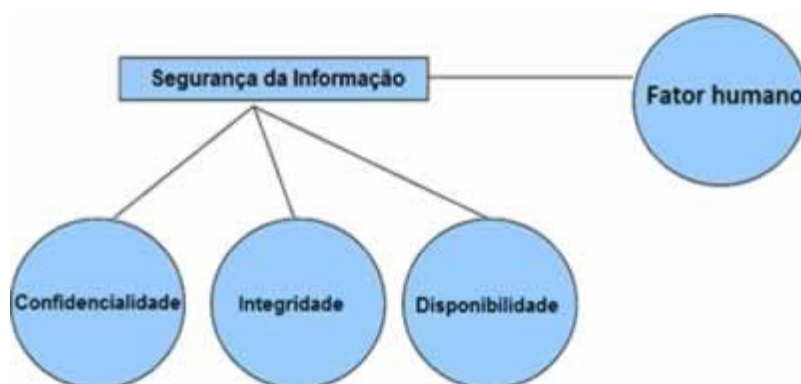 Segurança da Informação
Fator humano
Confidencialidade
Integridade
Disponibilidade